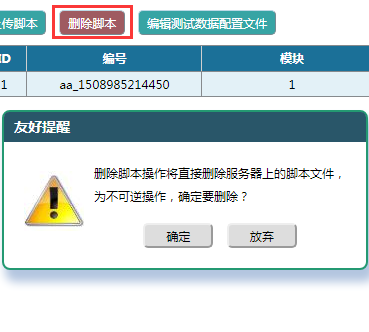 传脚本 删除脚本 编辑测试数据配置文件
ID 编号 模块
1 aa_1508985214450 1
友好提醒
删除脚本操作将直接删除服务器上的脚本文件，
为不可逆操作，确定要删除？
确定 放弃